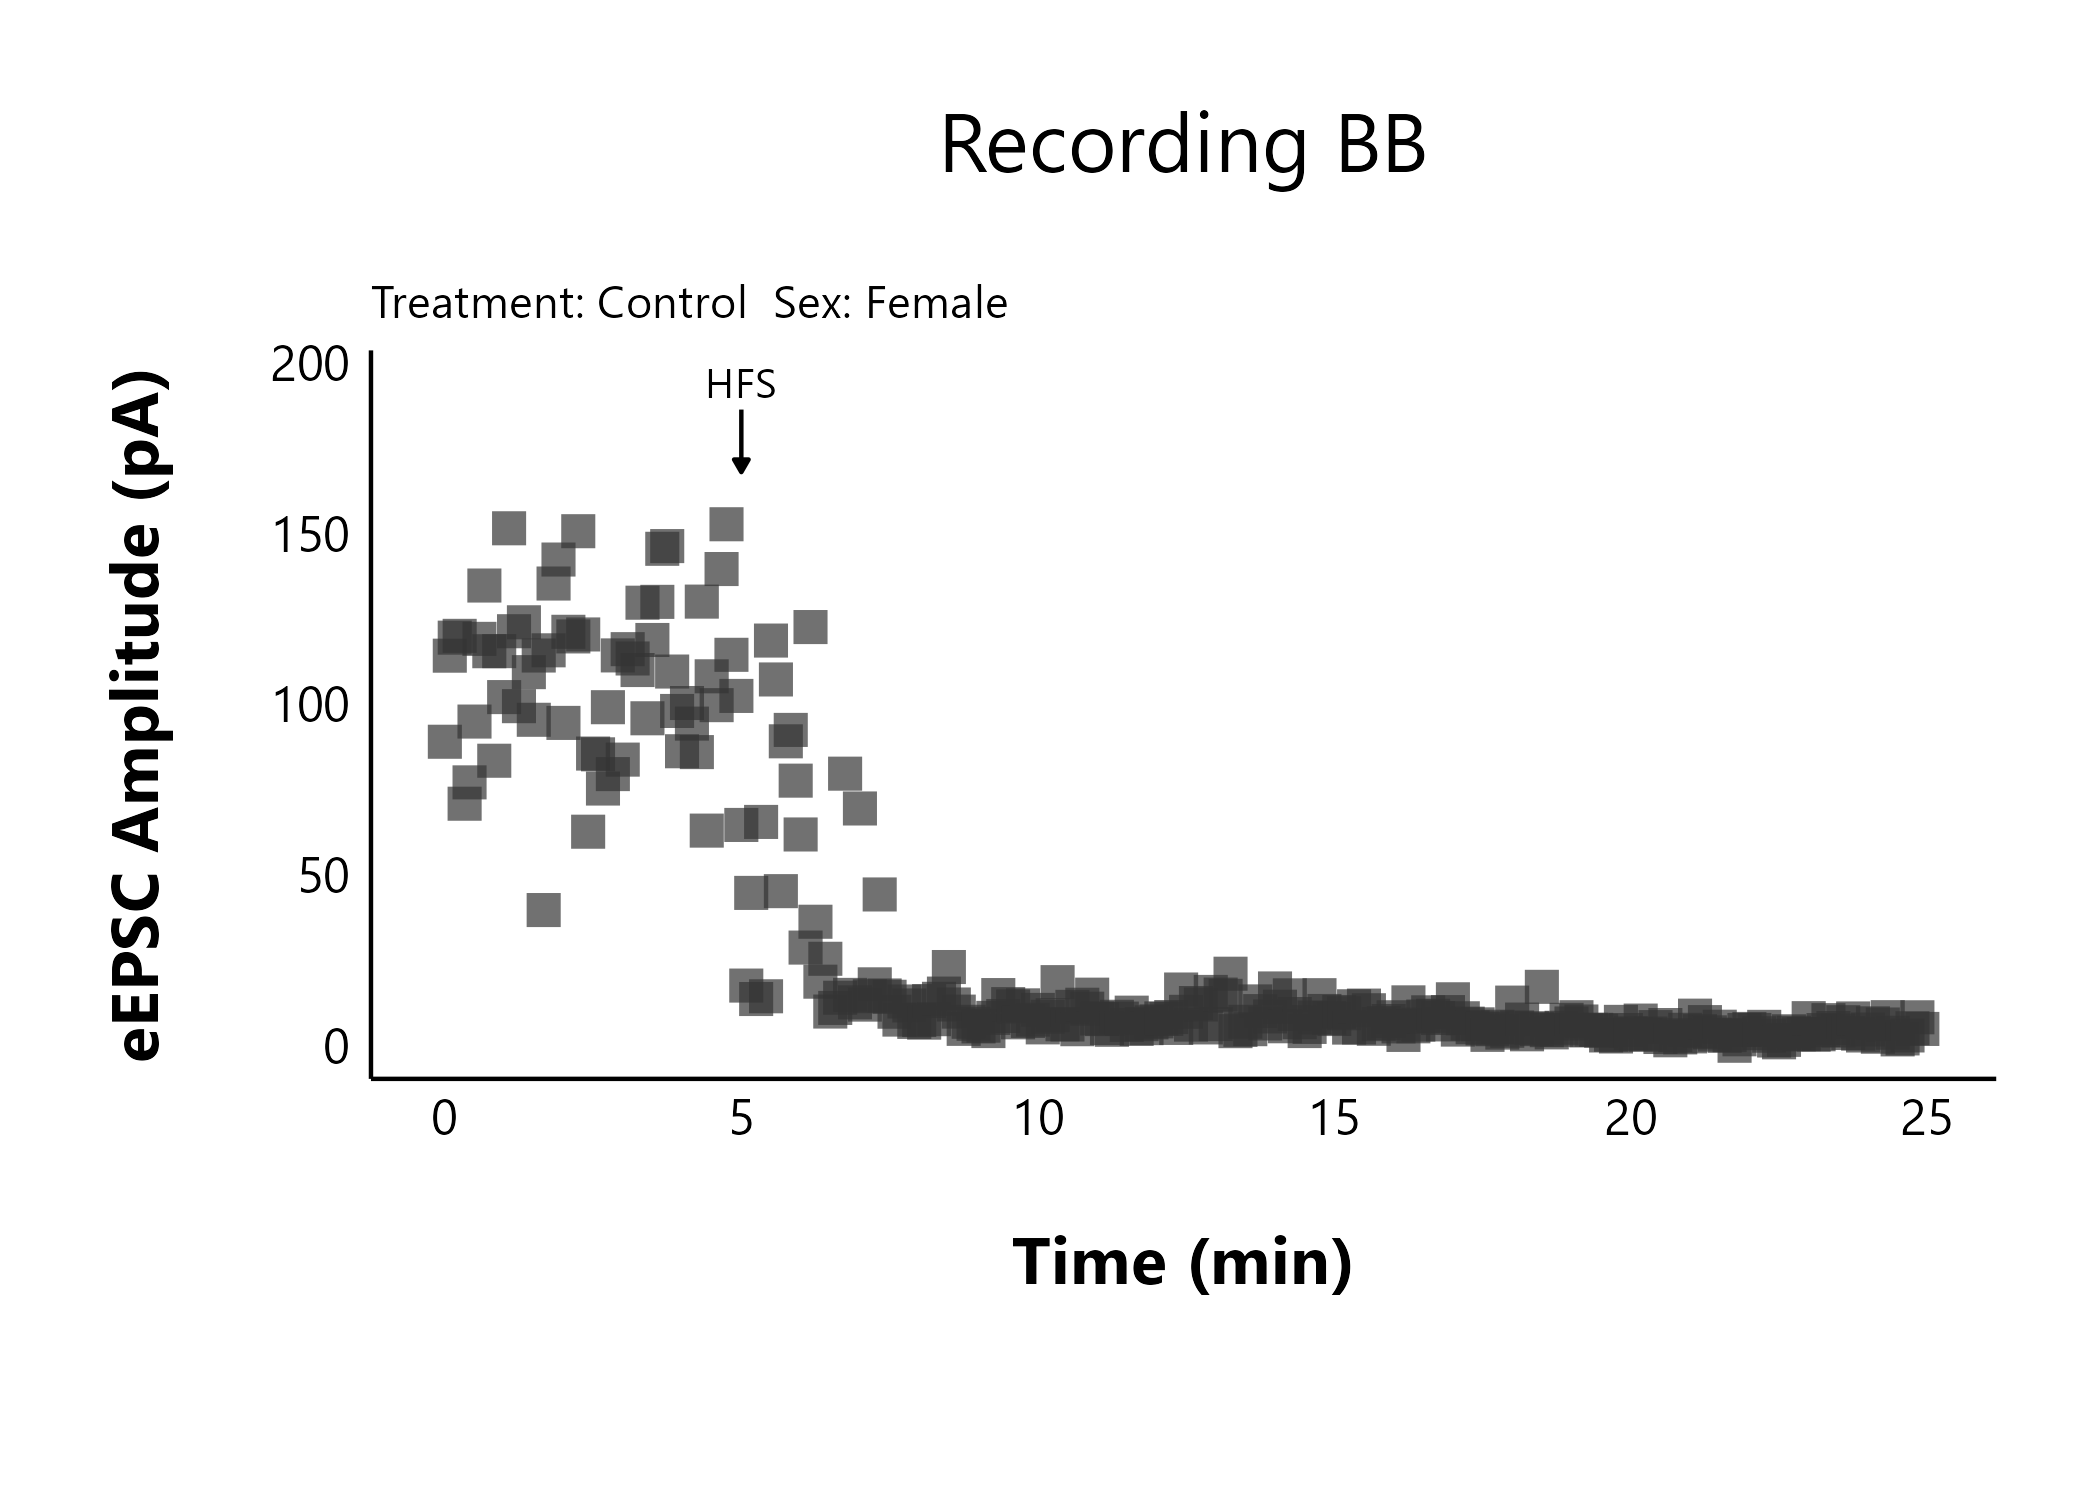 Recording BB
Treatment: Control  Sex: Female
eEPSC Amplitude (pA)
200
150
100
50
0
HFS
0 5 10 15 20 25
Time (min)